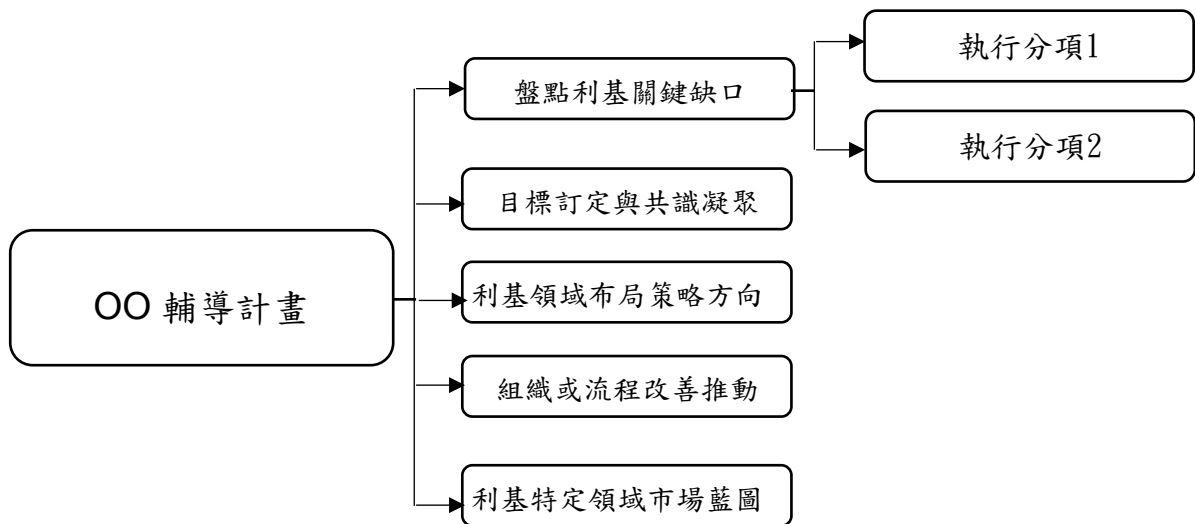 OO 輔導計畫
盤點利基關鍵缺口
執行分項1
執行分項2
目標訂定與共識凝聚
利基領域布局策略方向
組織或流程改善推動
利基特定領域市場藍圖